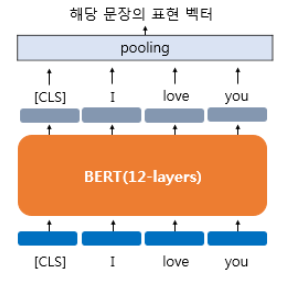 해당 문장의 표현 벡터
pooling
[CLS] I love you
BERT(12-layers)
[CLS] I love you